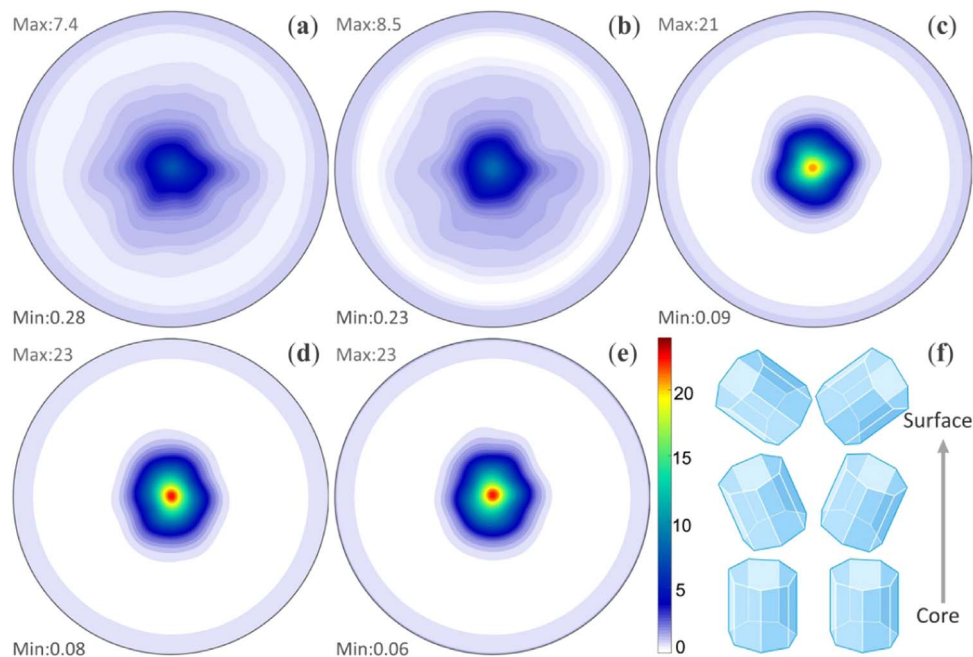 Max:7.4
(a)
Max:8.5
(b)
Max:21
(c)
Min:0.28
Min:0.23
Min:0.09
Max:23
(d)
Max:23
(e)
(f)
20
15
10
5
0
Surface
Core
Min:0.08
Min:0.06